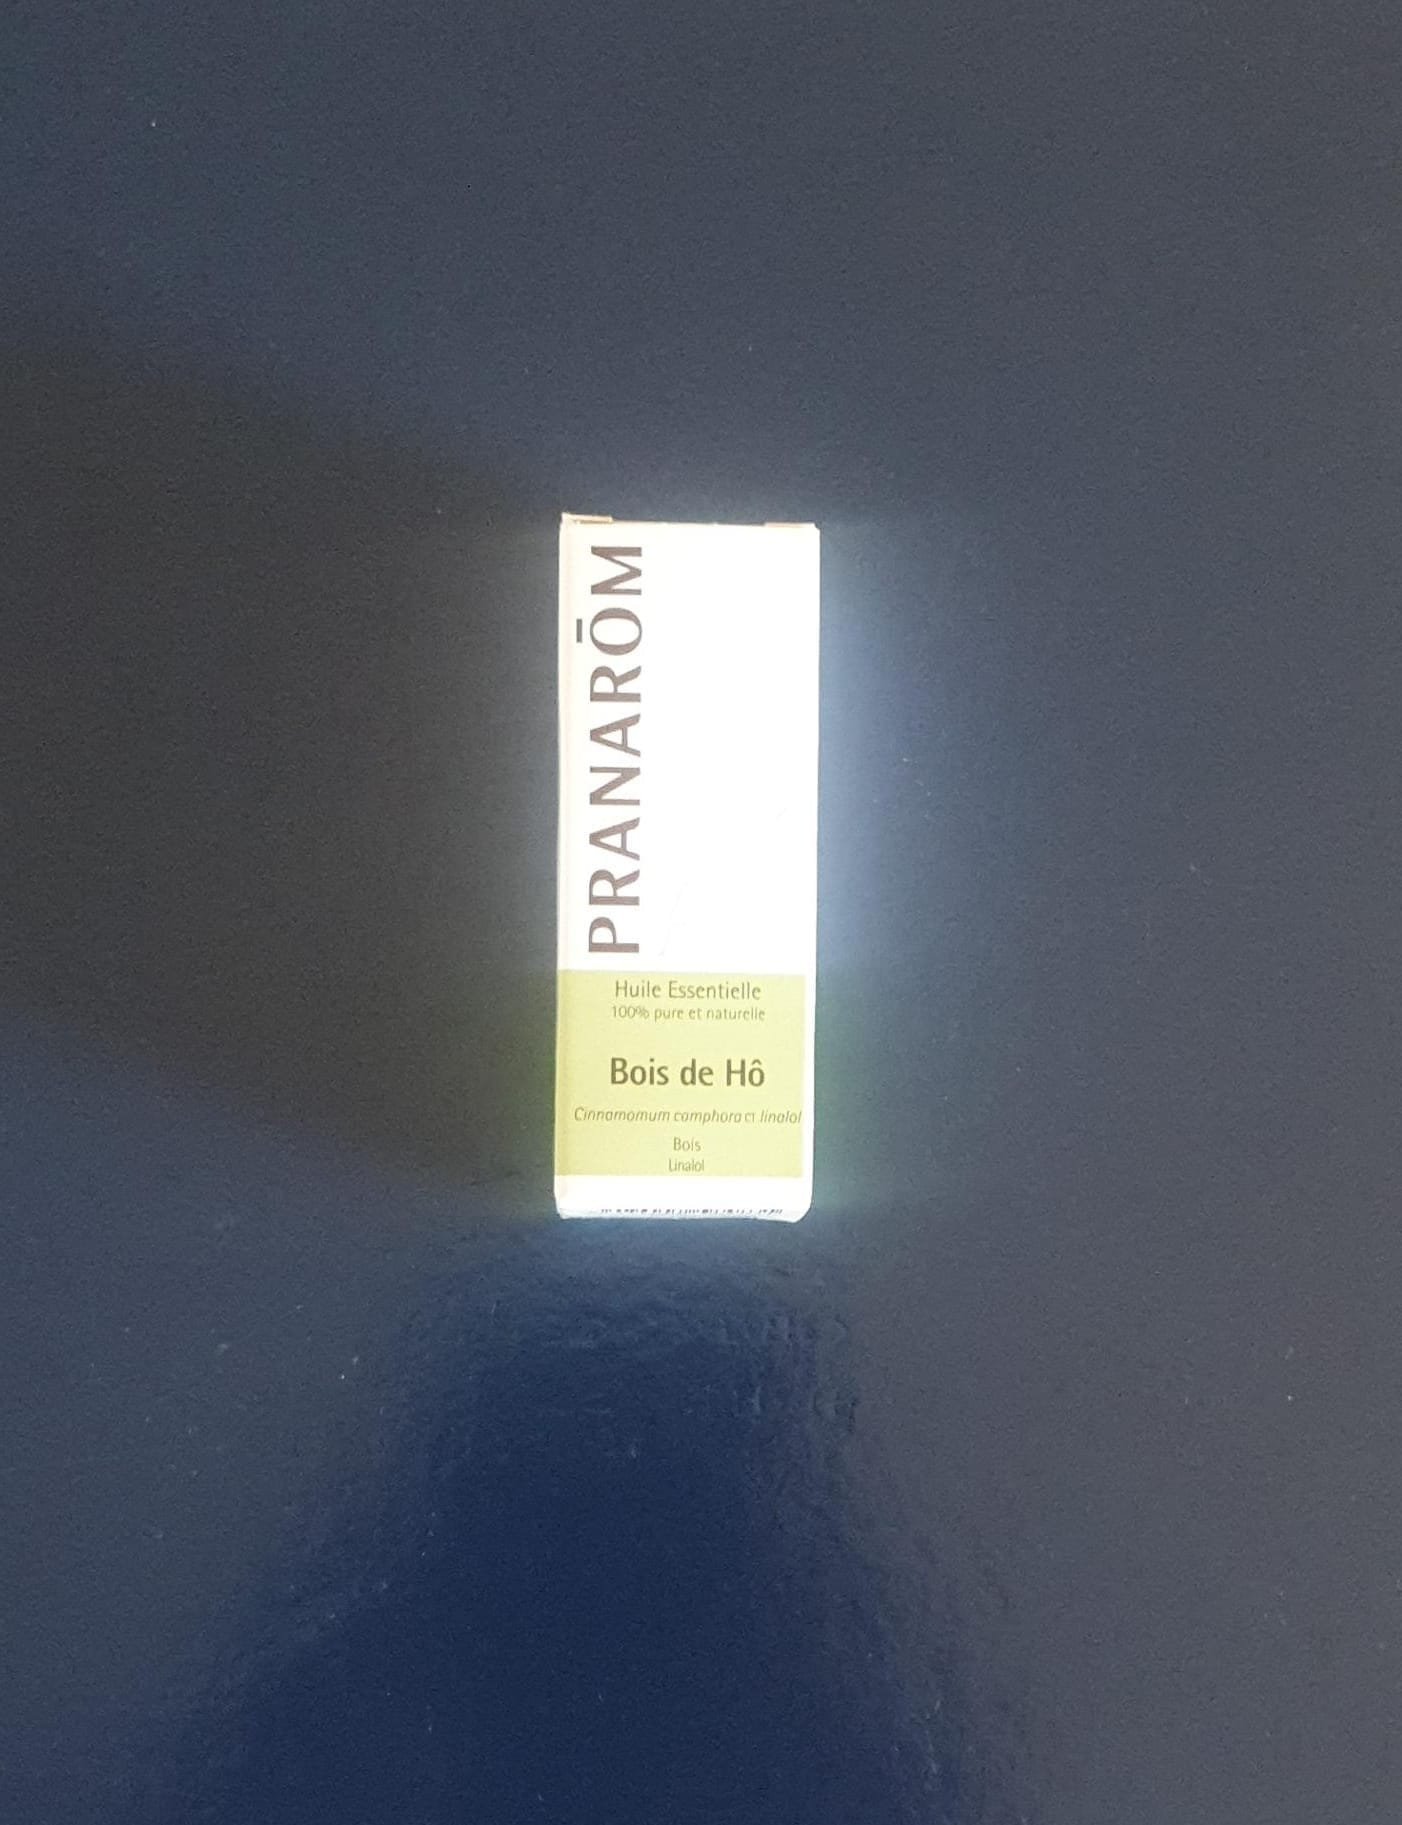 PRANARŌM
Huile Essentielle
100% pure et naturelle
Bois de Hô
Cinnamomum camphora CT linalol
Bois
Linalol